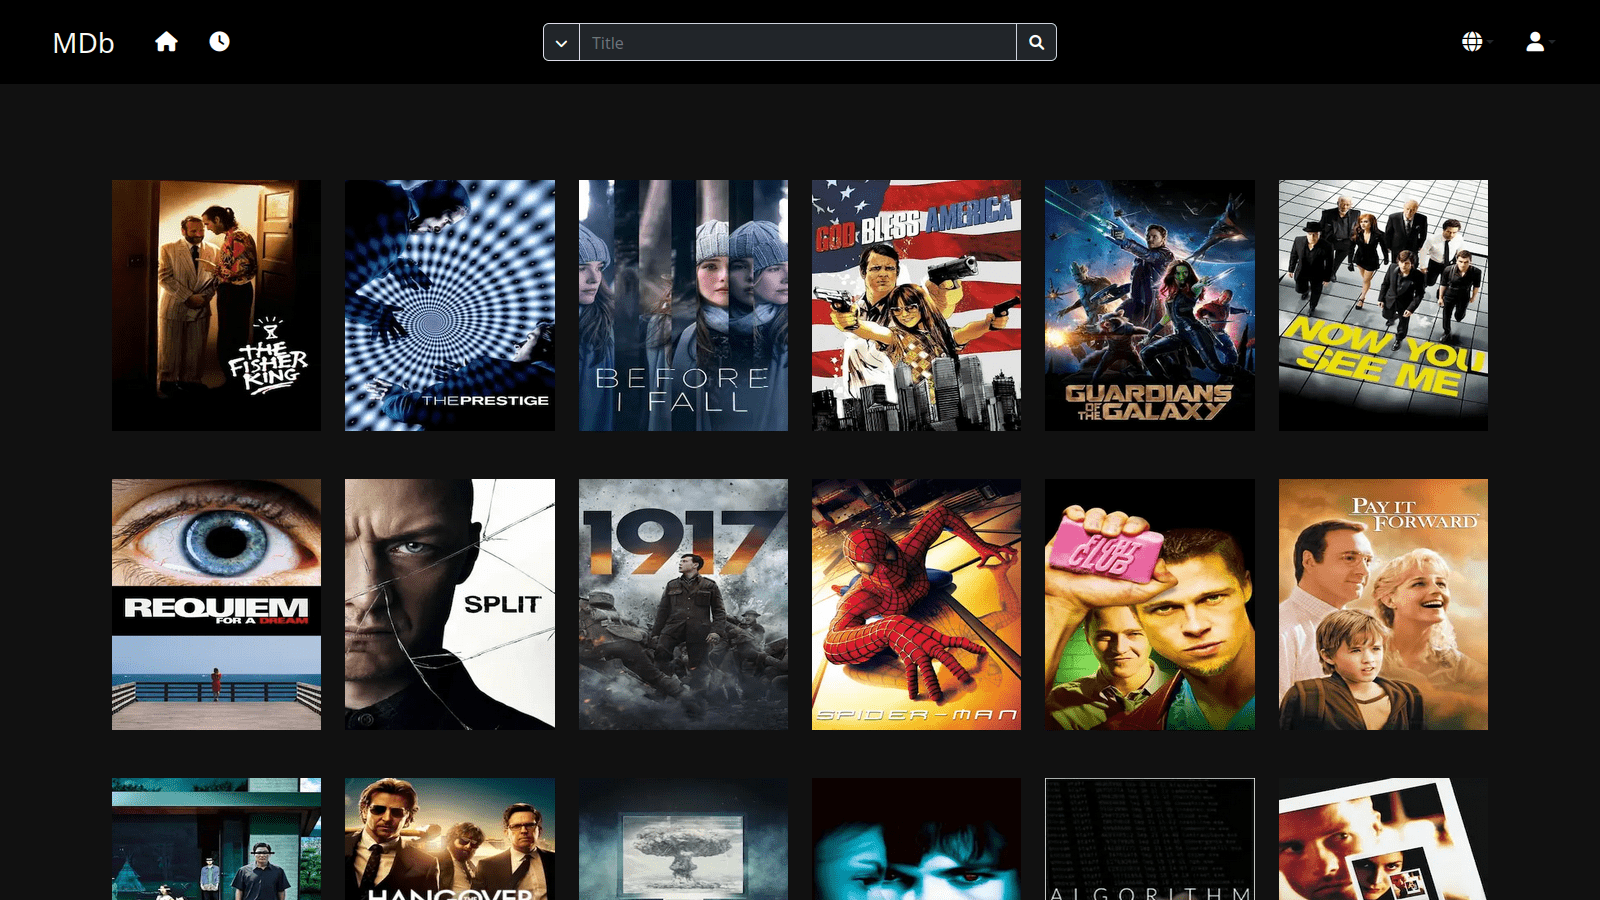 MDb
Title
THE
FISHER
KING
THEPRESTIGE
BEFORE
I FALL
GOD BLESS AMERICA
GUARDIANS
OF THE GALAXY
NOW YOU
SEE ME
REQUIEM
FOR A DREAM
SPLIT
1917
SPIDER-MAN
FIGHT
CLUB
PAY IT
FORWARD
THE
HANGOVER
ALGORITHM